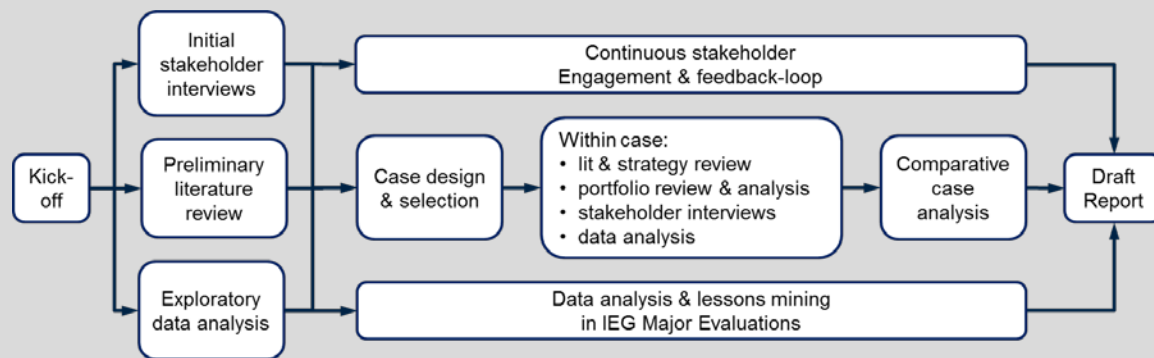 Kick-
off
Initial
stakeholder
interviews
Preliminary
literature
review
Exploratory
data analysis
Continuous stakeholder
Engagement & feedback-loop
Case design
& selection
Within case:
• lit & strategy review
• portfolio review & analysis
• stakeholder interviews
• data analysis
Comparative
case
analysis
Data analysis & lessons mining
in IEG Major Evaluations
Draft
Report